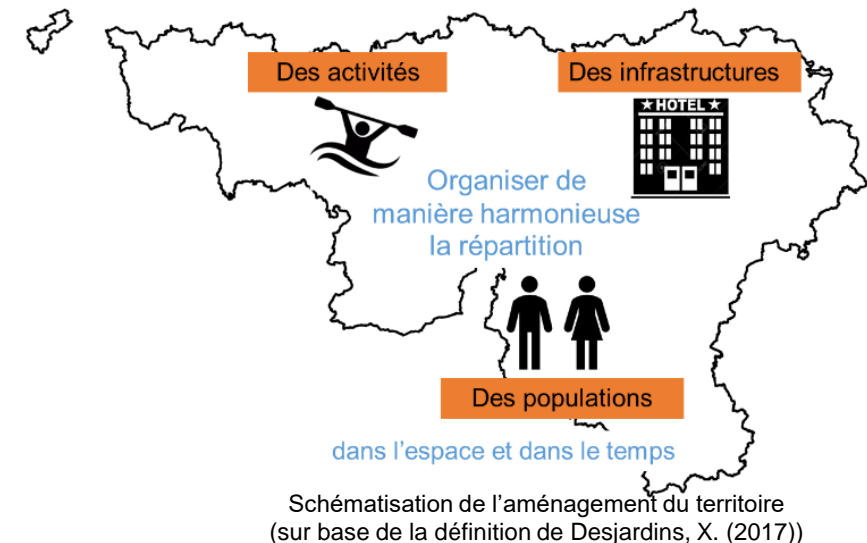 Des activités
Des infrastructures
★HOTEL★
Organiser de
manière harmonieuse
la répartition
Des populations
dans l’espace et dans le temps
Schématisation de l’aménagement du territoire
(sur base de la définition de Desjardins, X. (2017))